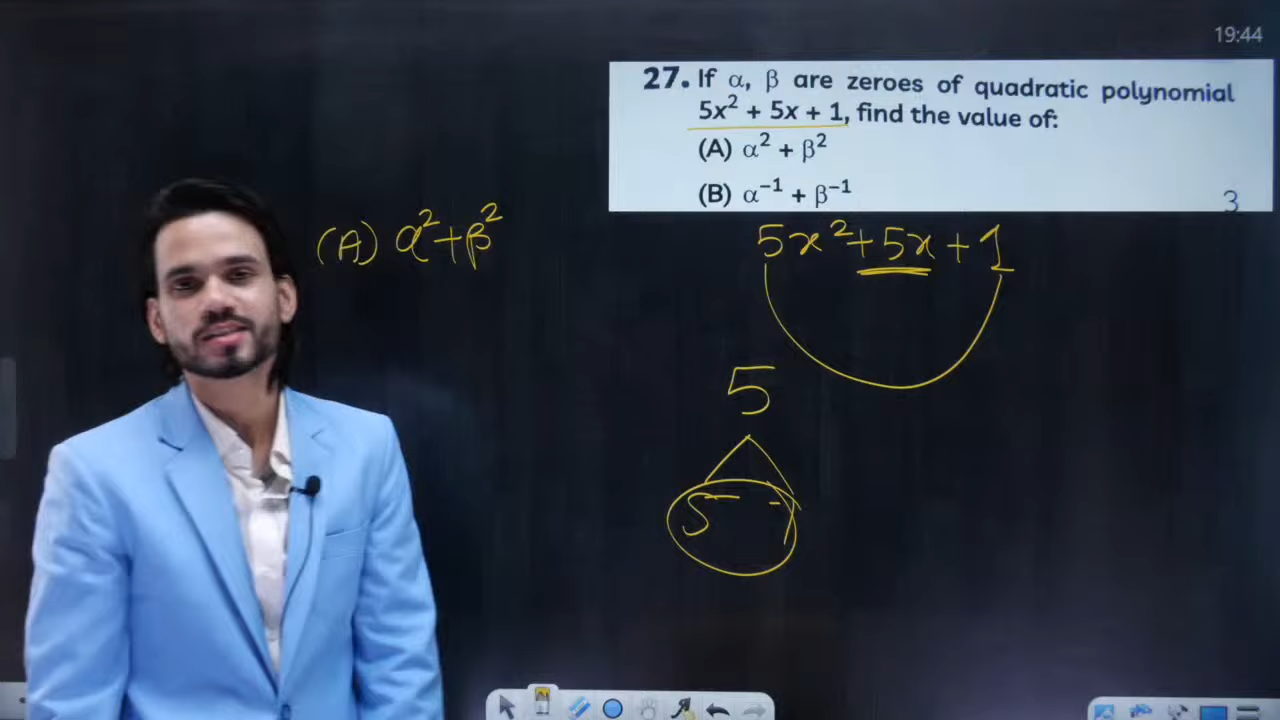 19:44
27. If α, β are zeroes of quadratic polynomial
5x² + 5x + 1, find the value of:
(A) α² + β²
(B) α⁻¹ + β⁻¹
3
(A) α²+β²
5x²+5x+1
5
5